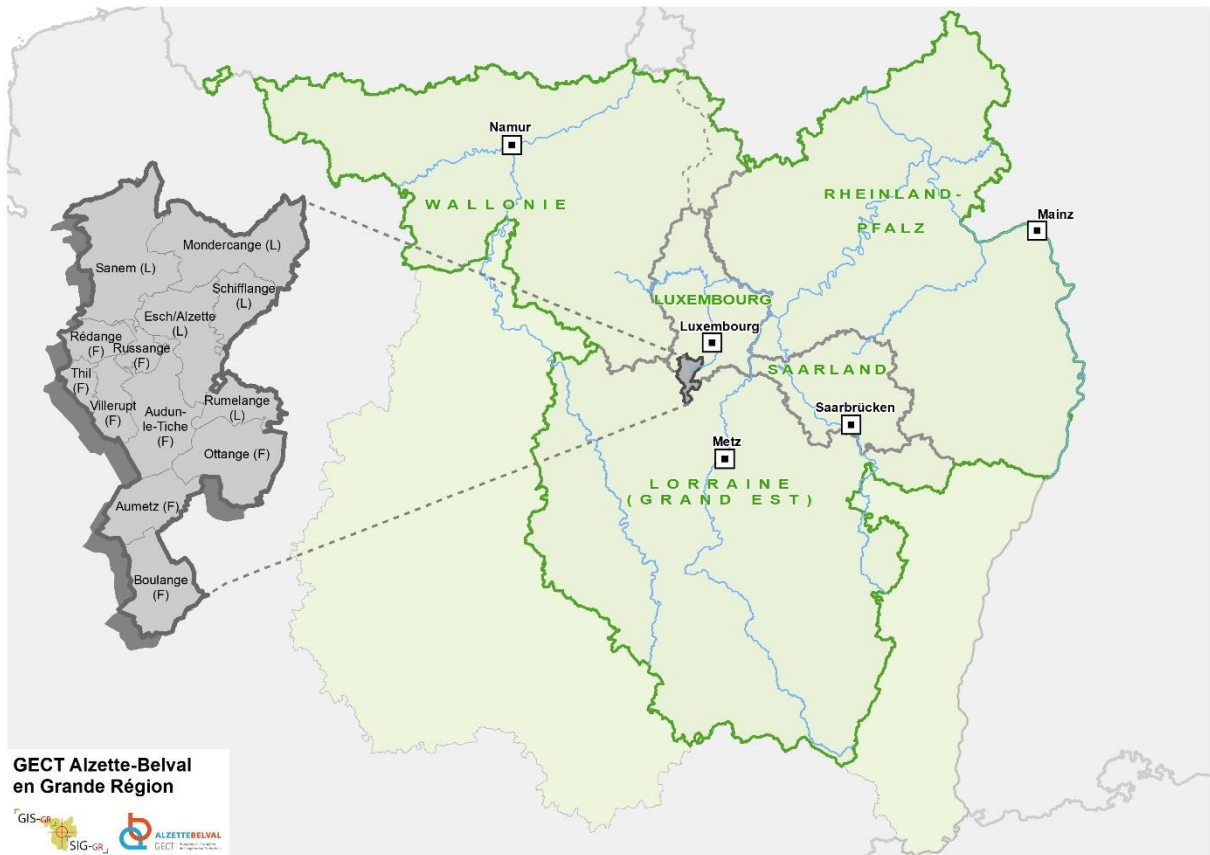 Namur
WALLONIE
RHEINLAND-
PFALZ
Mainz
LUXEMBOURG
Luxembourg
SAARLAND
Saarbrücken
Metz
LORRAINE
(GRAND EST)
Mondercange (L)
Sanem (L)
Schifflange
(L)
Esch/Alzette
(L)
Rédange
(F)
Russange
(F)
Thil
(F)
Villerupt
(F)
Audun-
le-Tiche
(F)
Rumelange
(L)
Ottange (F)
Aumetz (F)
Boulange
(F)
GECT Alzette-Belval
en Grande Région
GIS-GR
SIG-GR
ALZETTEBELVAL
GECT